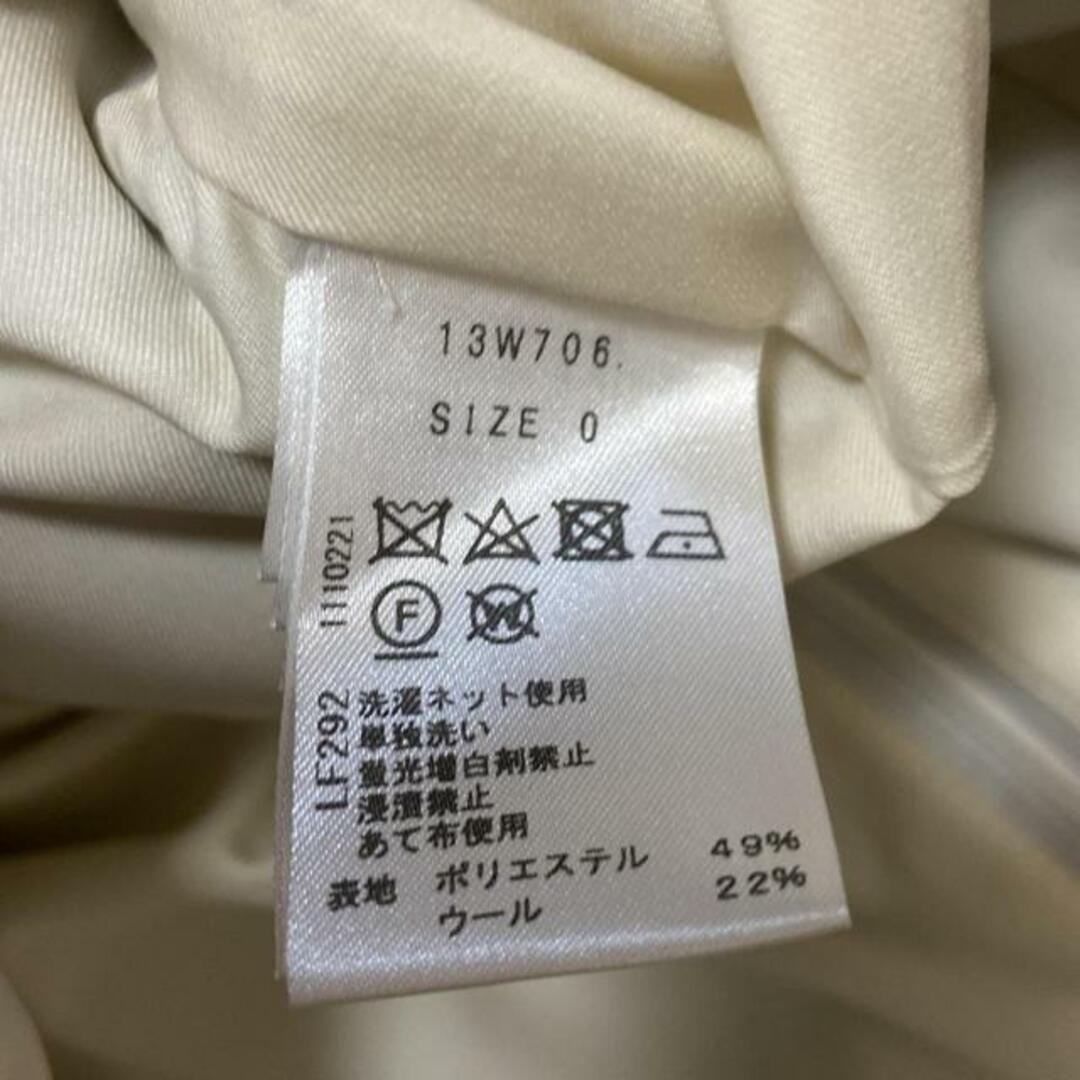 13W706.
SIZE 0
F
W
1110221
LF292
洗濯ネット使用
単独洗い
蛍光増白剤禁止
浸漬禁止
あて布使用
表地 ポリエステル 49%
ウール 22%